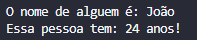 O nome de alguem é: João
Essa pessoa tem: 24 anos!